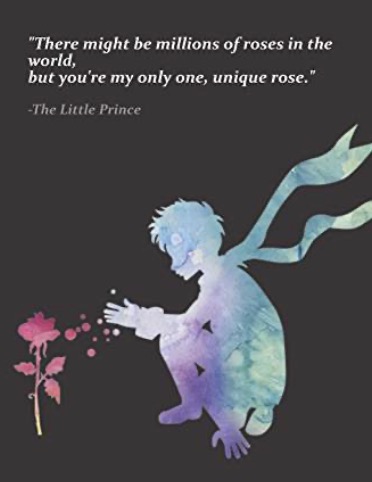 "There might be millions of roses in the
world,
but you're my only one, unique rose."
-The Little Prince